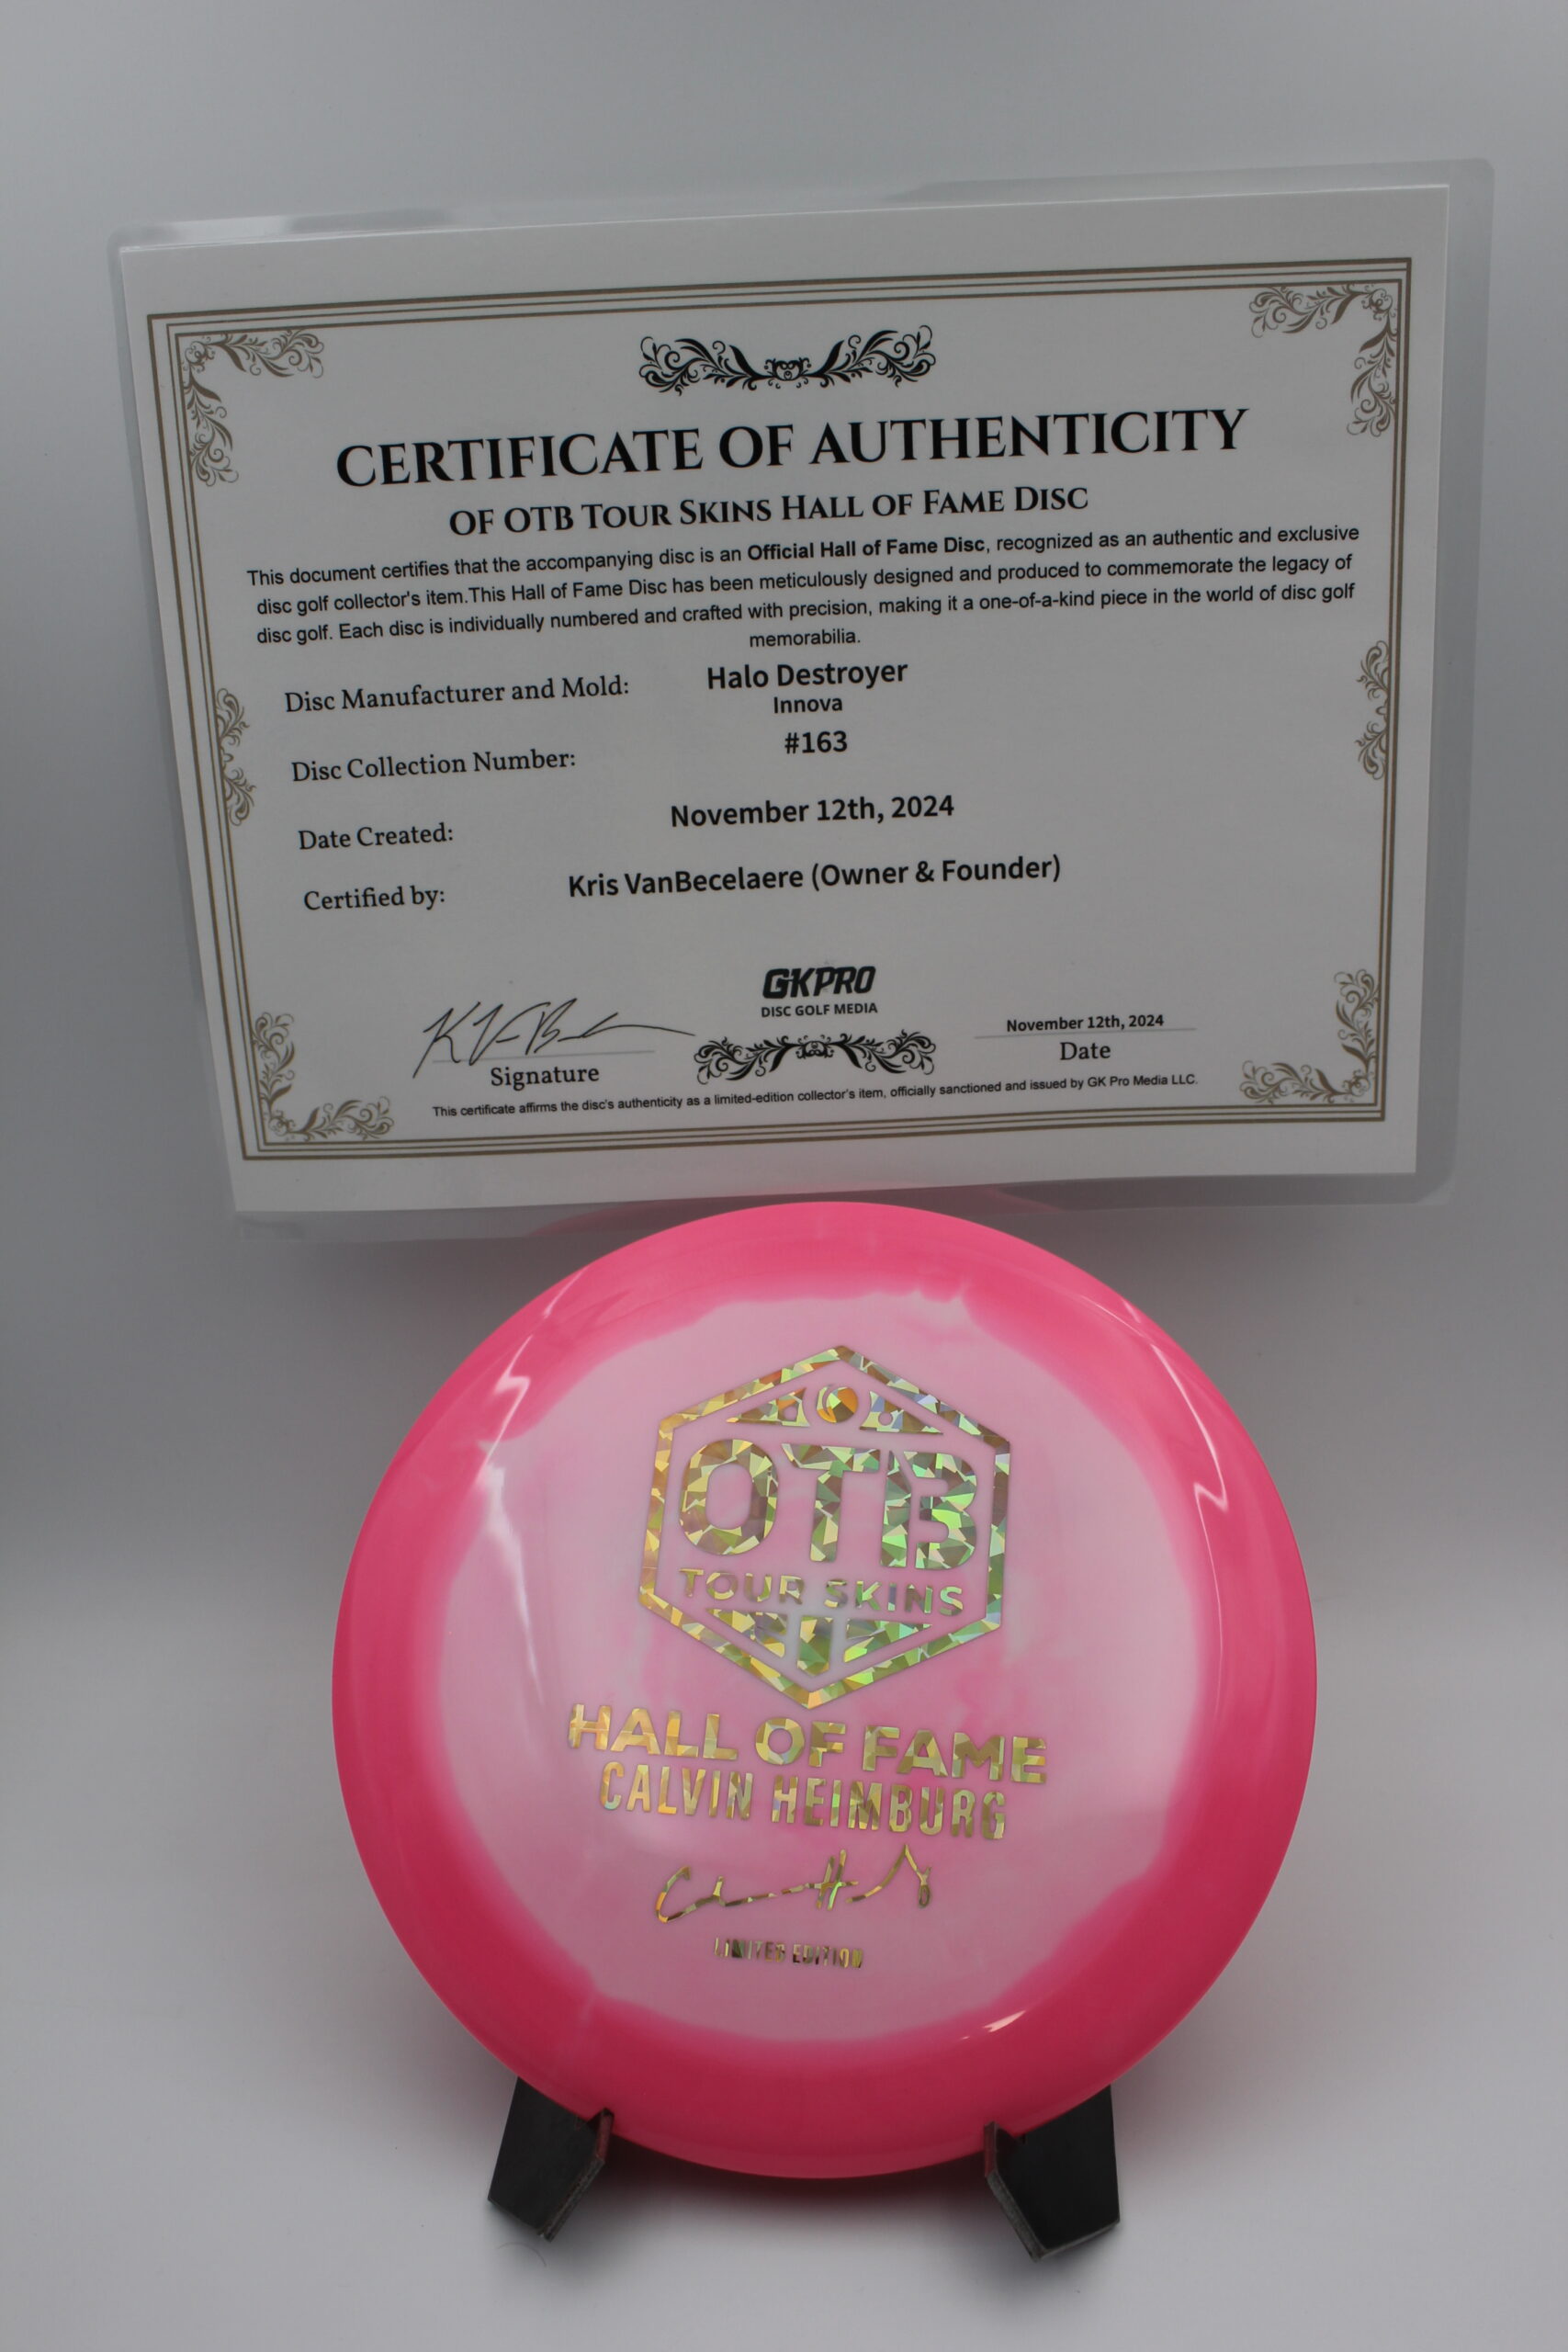 CERTIFICATE OF AUTHENTICITY
OF OTB TOUR SKINS HALL OF FAME DISC
This document certifies that the accompanying disc is an Official Hall of Fame Disc, recognized as an authentic and exclusive
disc golf collector's item.This Hall of Fame Disc has been meticulously designed and produced to commemorate the legacy of
disc golf. Each disc is individually numbered and crafted with precision, making it a one-of-a-kind piece in the world of disc golf
memorabilia.
Disc Manufacturer and Mold: Halo Destroyer
Innova
Disc Collection Number: #163
Date Created: November 12th, 2024
Certified by: Kris VanBecelaere (Owner & Founder)
GKPRO
DISC GOLF MEDIA
November 12th, 2024
Signature
Date
This certificate affirms the disc's authenticity as a limited-edition collector's item, officially sanctioned and issued by GK Pro Media LLC.
OTB
TOUR SKINS
HALL OF FAME
CALVIN HEIMBURG
LIMITED EDITION